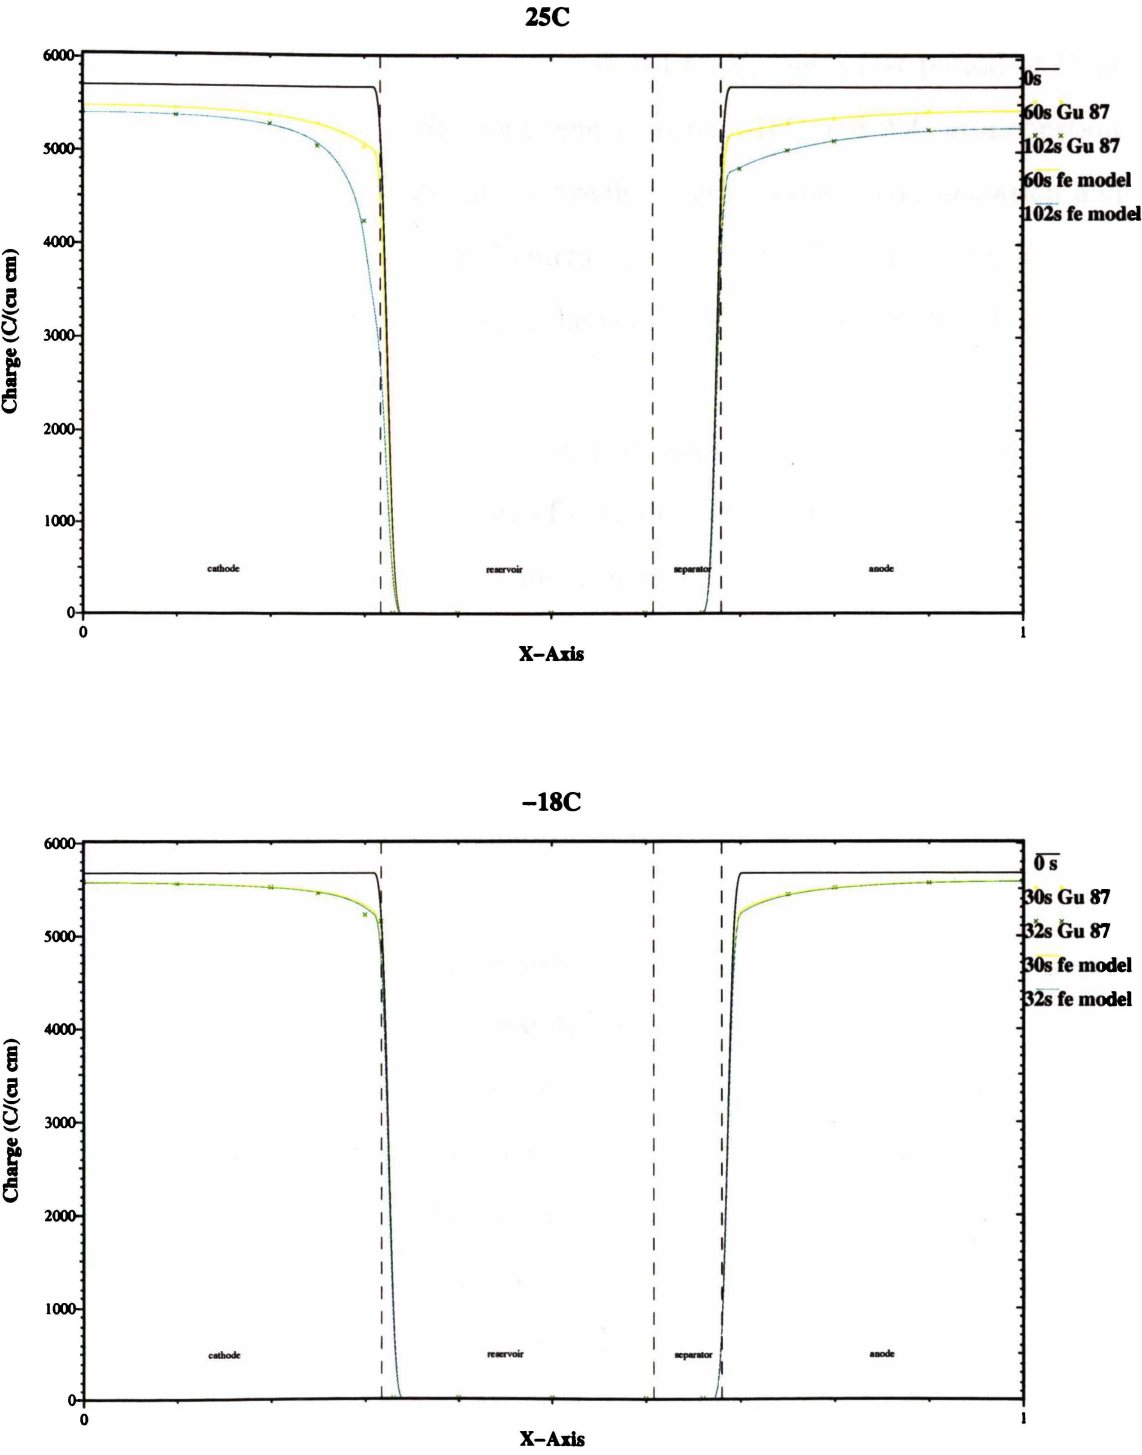 25C
6000
5000
4000
3000
2000
1000
0
Charge (C/(cu cm)
0s
60s Gu 87
102s Gu 87
60s fe model
102s fe model
cathode
reservoir
separator
anode
0
1
X–Axis
–18C
6000
5000
4000
3000
2000
1000
0
Charge (C/(cu cm)
0 s
30s Gu 87
32s Gu 87
30s fe model
32s fe model
cathode
reservoir
separator
anode
0
1
X–Axis